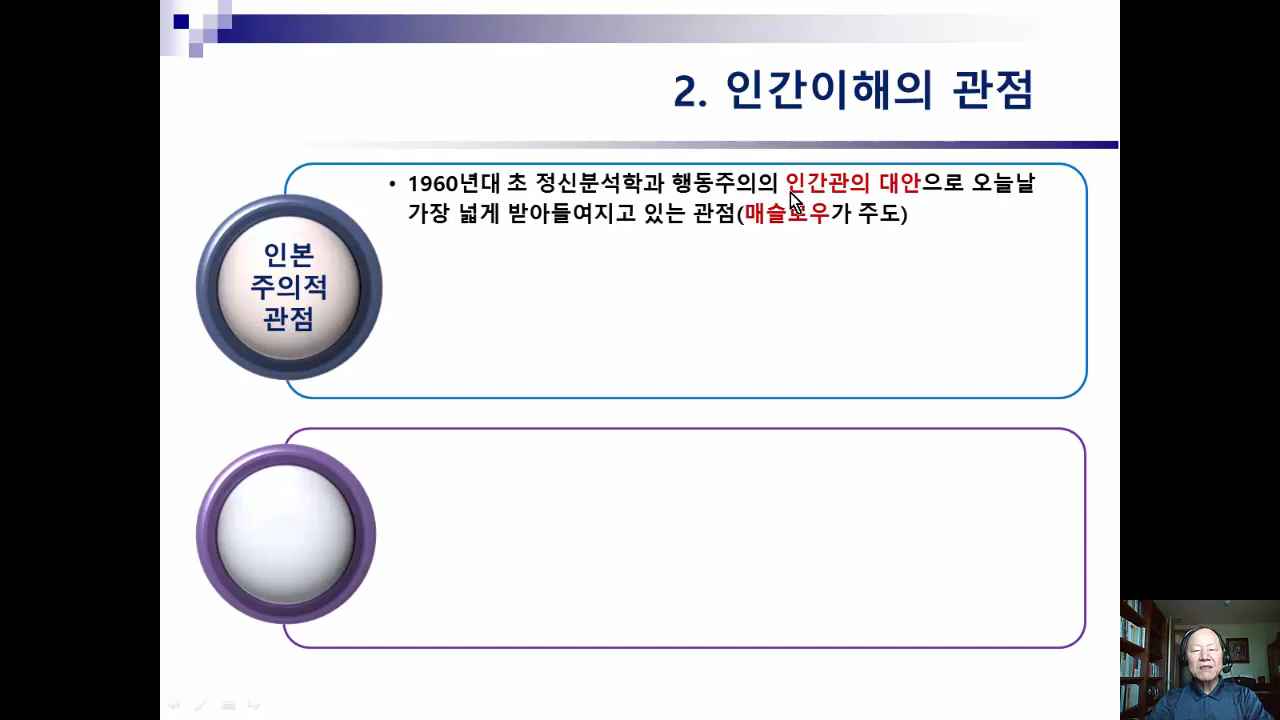 2. 인간이해의 관점
• 1960년대 초 정신분석학과 행동주의의 인간관의 대안으로 오늘날
가장 넓게 받아들여지고 있는 관점(매슬로우가 주도)
인본
주의적
관점